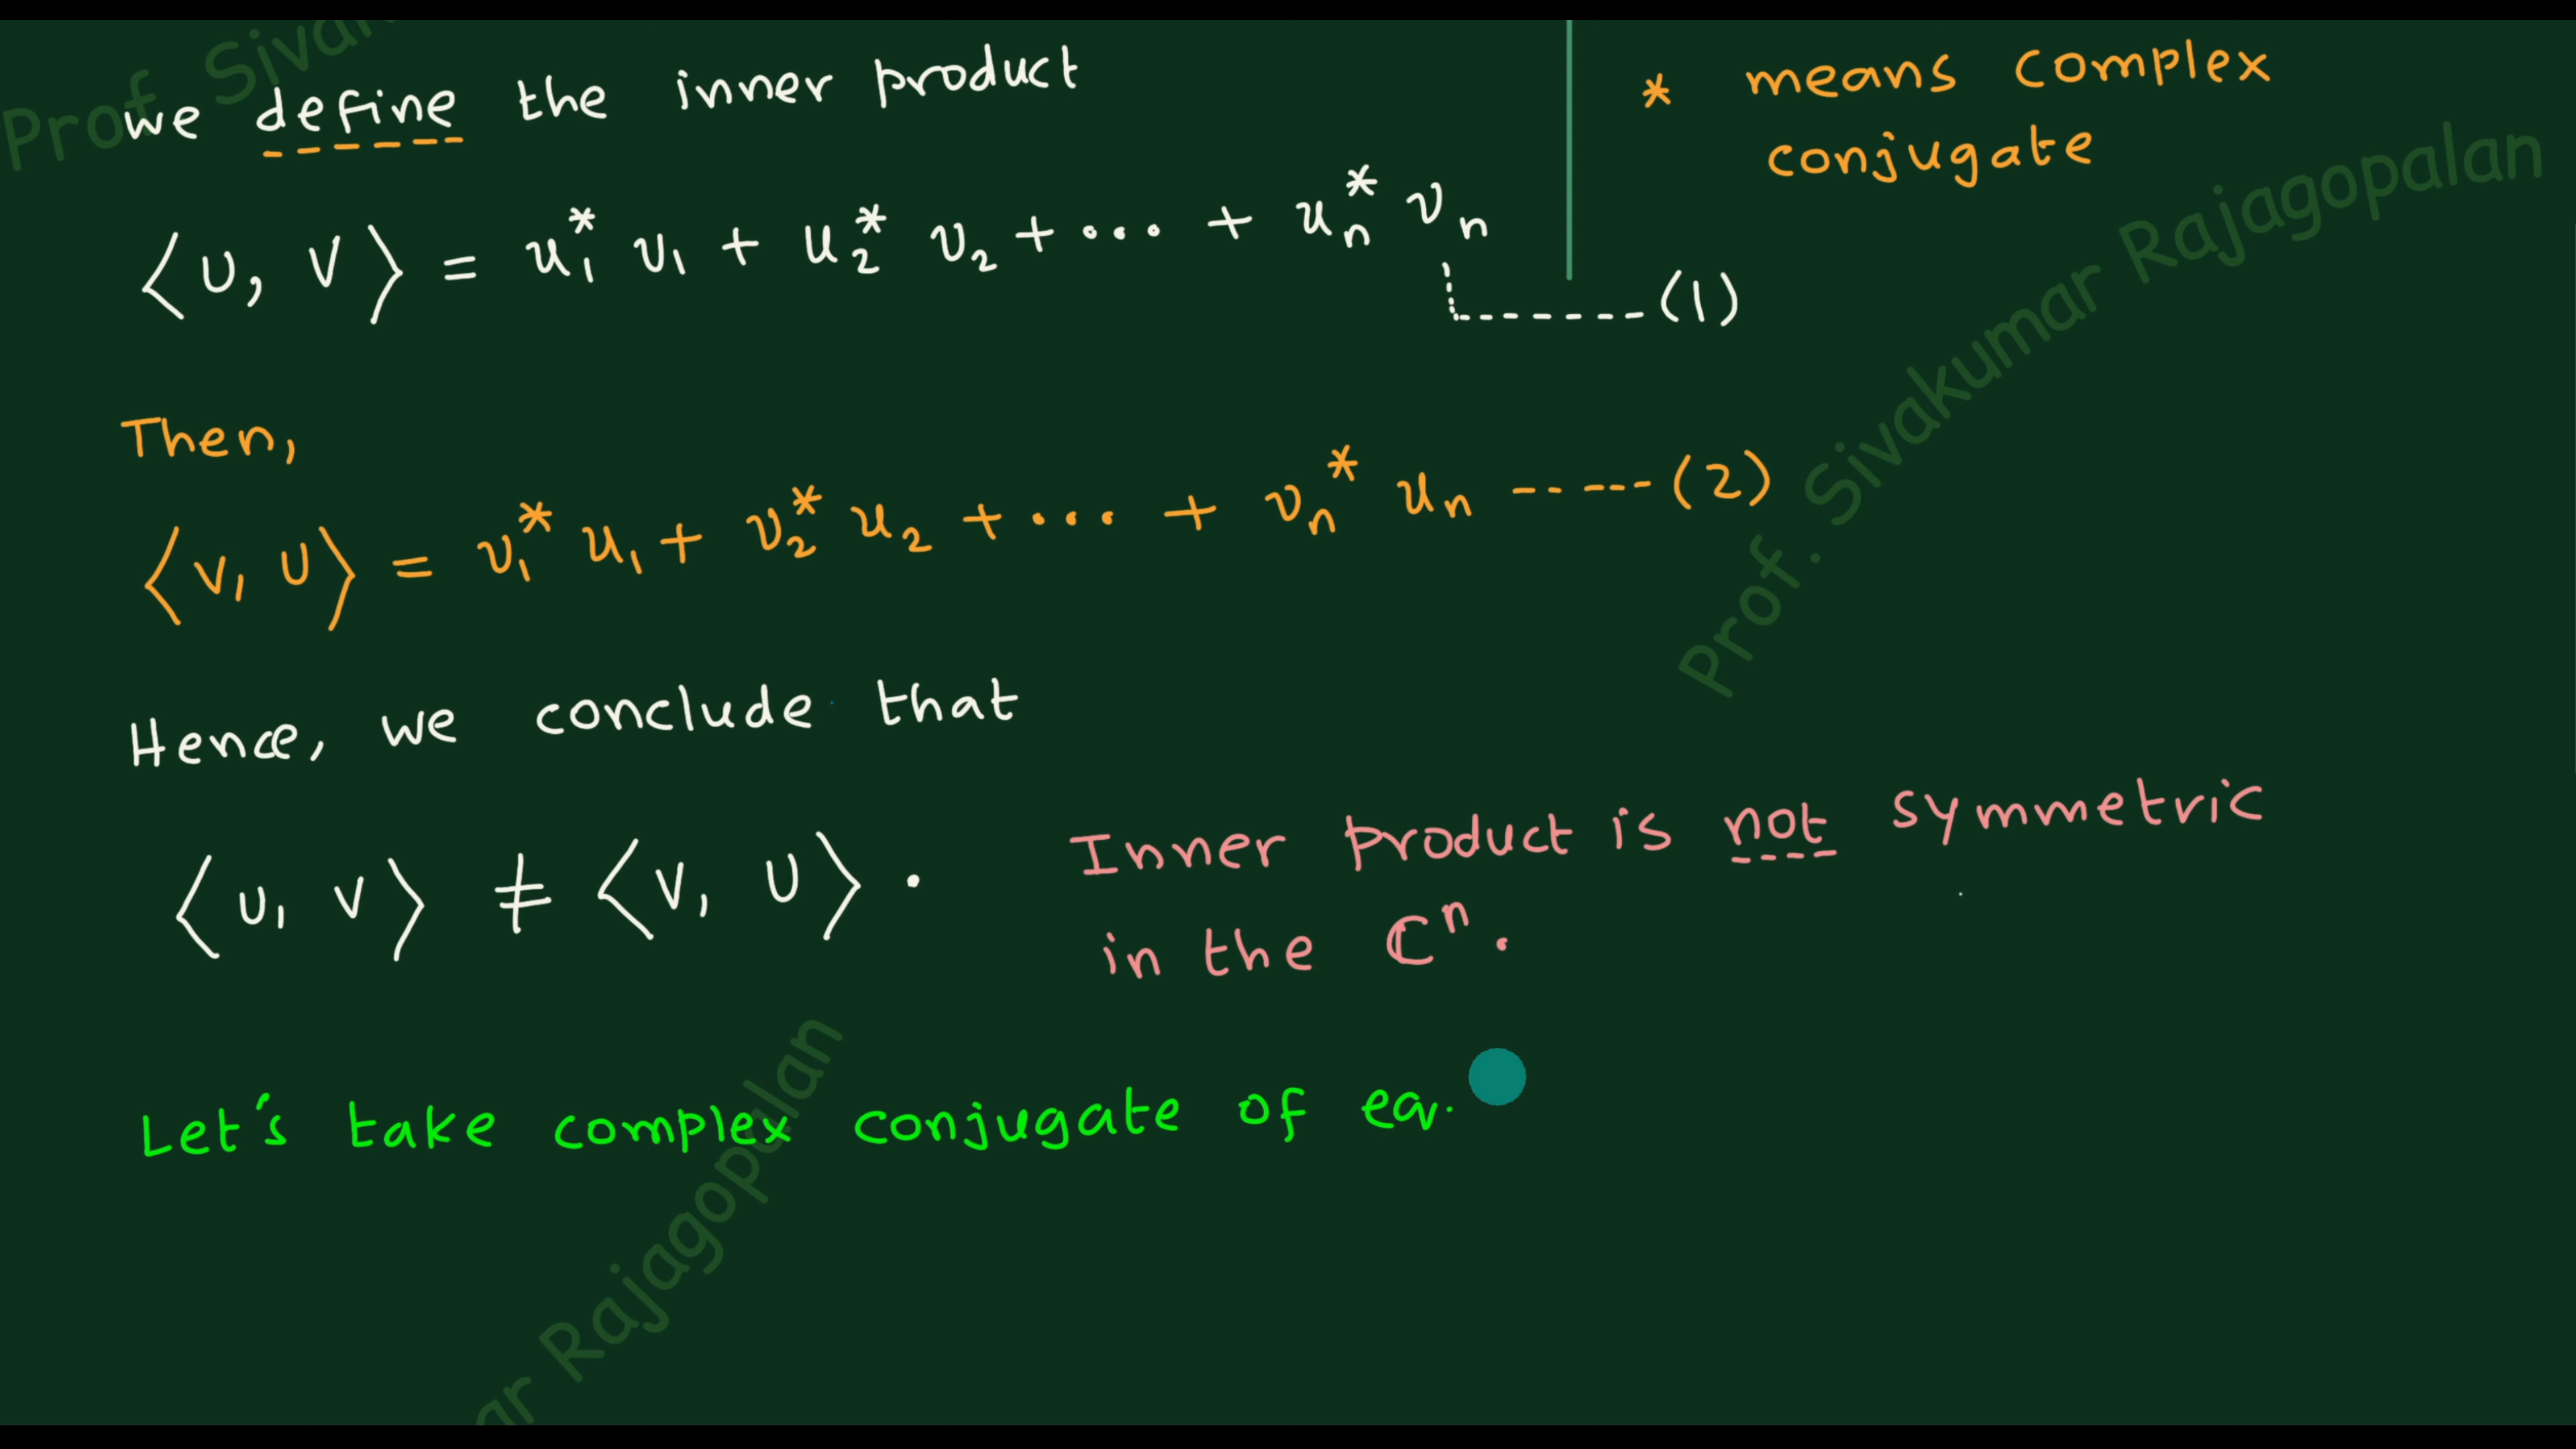 we define the inner product
* means complex
conjugate
⟨U, V⟩ = u₁* v₁ + u₂* v₂ + ... + uₙ* vₙ
------- (1)
Then,
⟨V, U⟩ = v₁* u₁ + v₂* u₂ + ... + vₙ* uₙ ----- (2)
Hence, we conclude that
⟨U, V⟩ ≠ ⟨V, U⟩.
Inner product is not symmetric
in the ℂⁿ.
Let's take complex conjugate of eq.
Prof. Sivakumar Rajagopalan
Rajagopalan